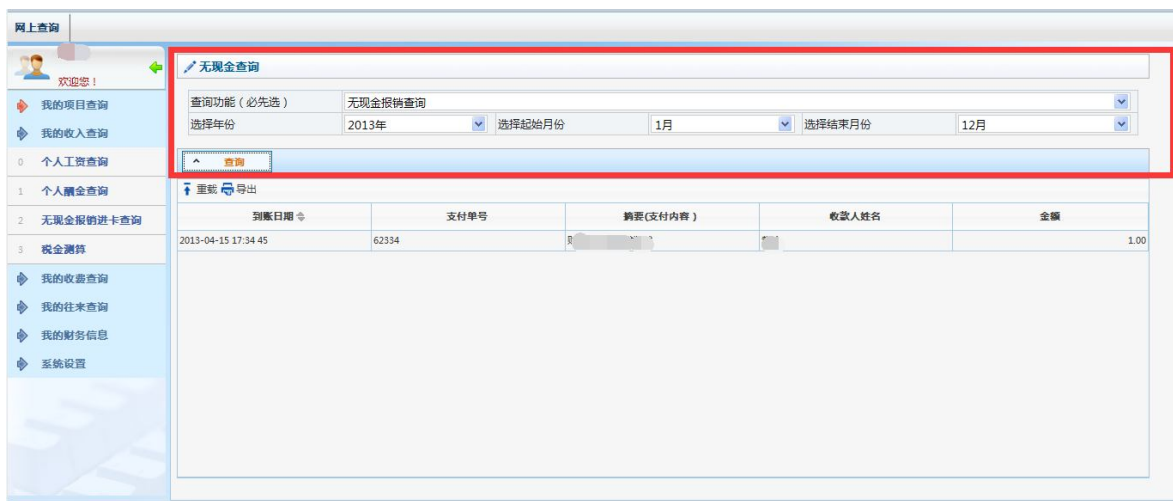 网上查询
欢迎您！
我的项目查询
我的收入查询
0 个人工资查询
1 个人酬金查询
2 无现金报销进卡查询
3 税金测算
我的收费查询
我的往来查询
我的财务信息
系统设置
无现金查询
查询功能（必先选） 无现金报销查询
选择年份 2013年 选择起始月份 1月 选择结束月份 12月
查询
重载 导出
到账日期 支付单号 摘要(支付内容) 收款人姓名 金额
2013-04-15 17:34 45 62334 1.00